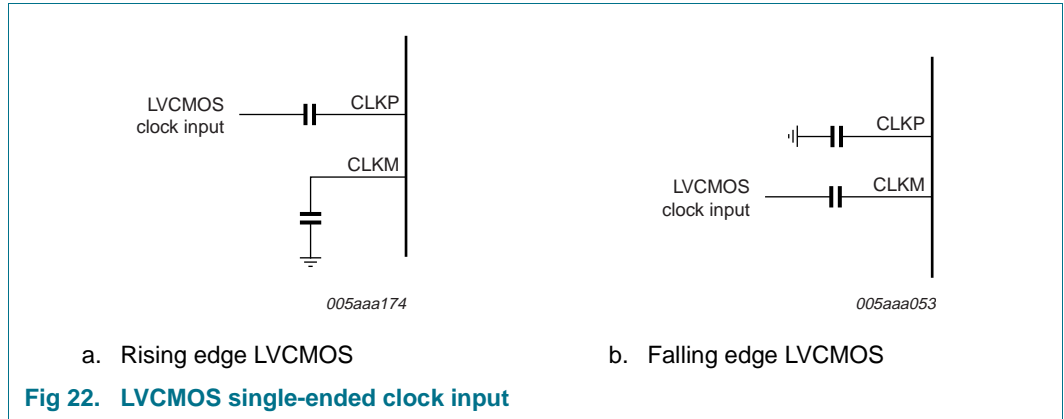 LVCMOS
clock input
CLKP
CLKM
005aaa174
a. Rising edge LVCMOS
CLKP
LVCMOS
clock input
CLKM
005aaa053
b. Falling edge LVCMOS
Fig 22. LVCMOS single-ended clock input